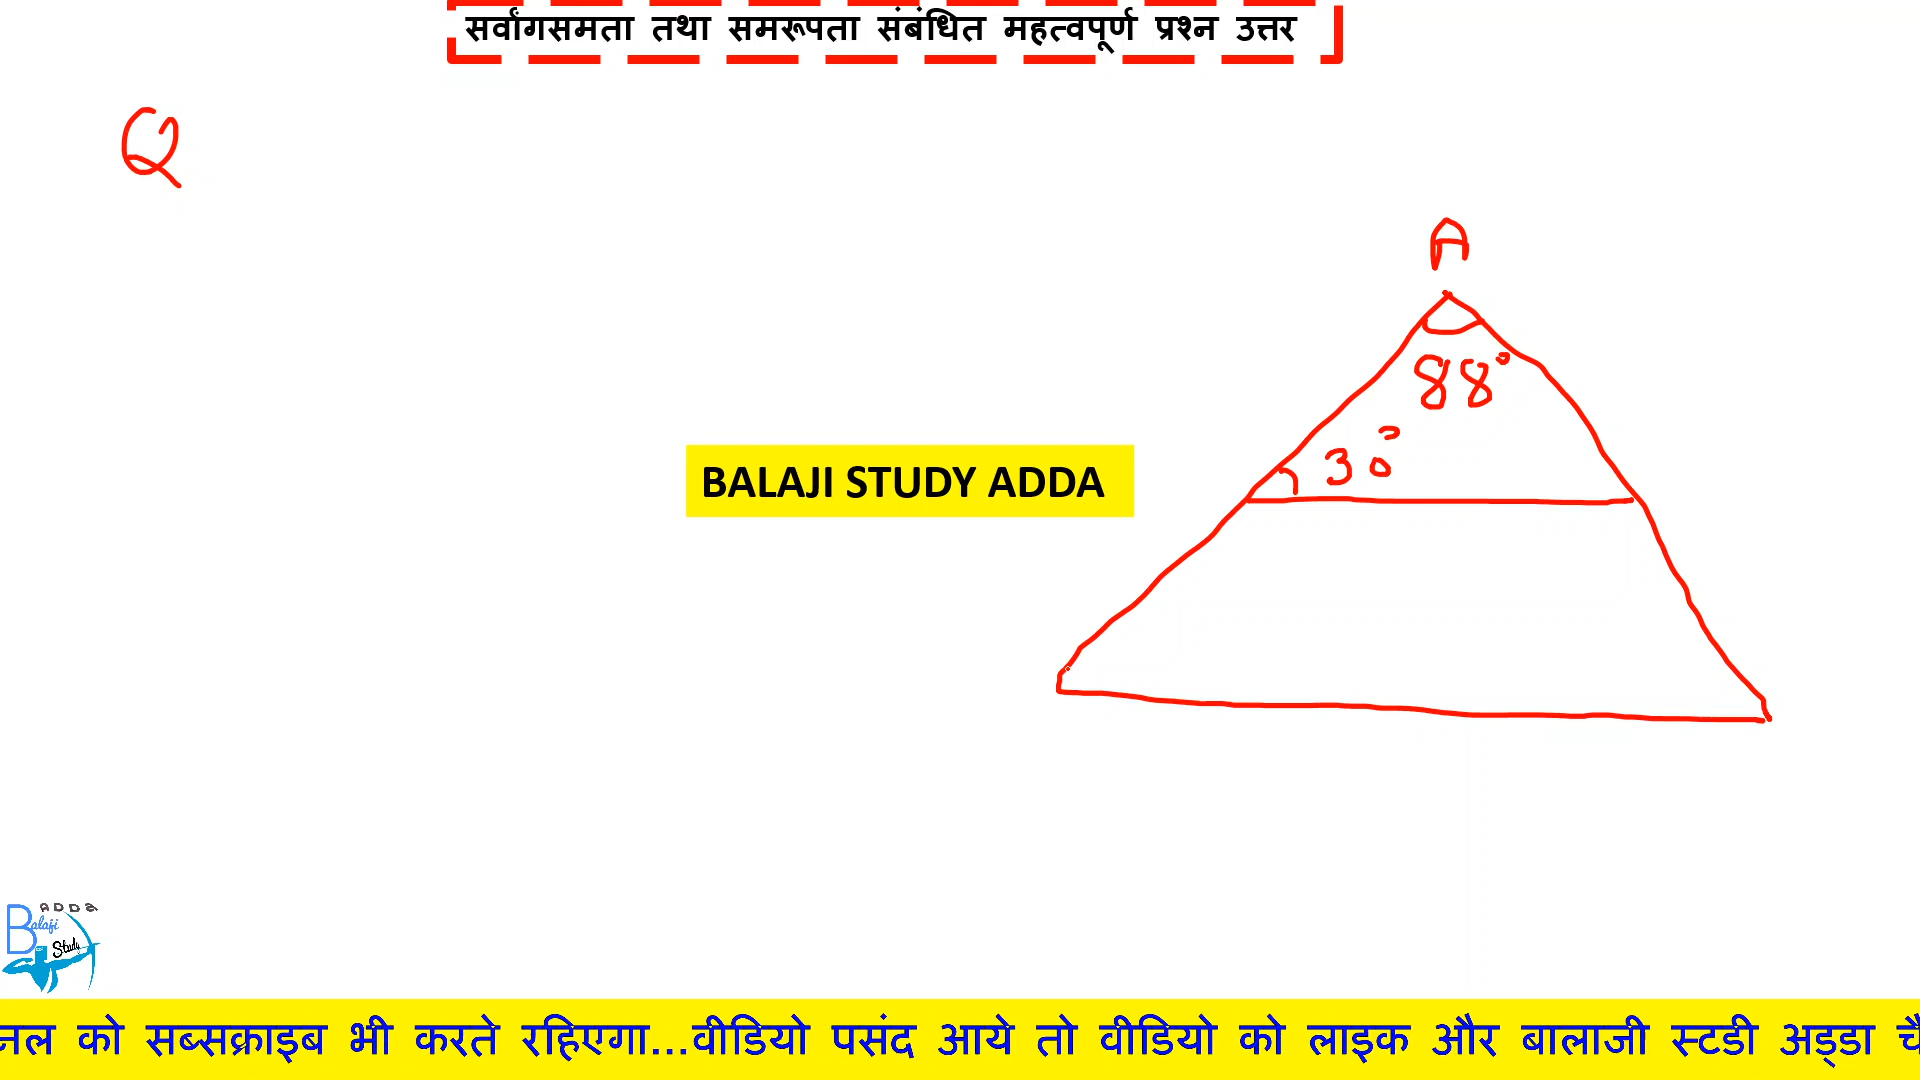 सर्वांगसमता तथा समरूपता संबंधित महत्वपूर्ण प्रश्न उत्तर
Q
A
88°
30°
BALAJI STUDY ADDA
ADDA
Balaji
Study
नल को सब्सक्राइब भी करते रहिएगा...वीडियो पसंद आये तो वीडियो को लाइक और बालाजी स्टडी अड्डा चै